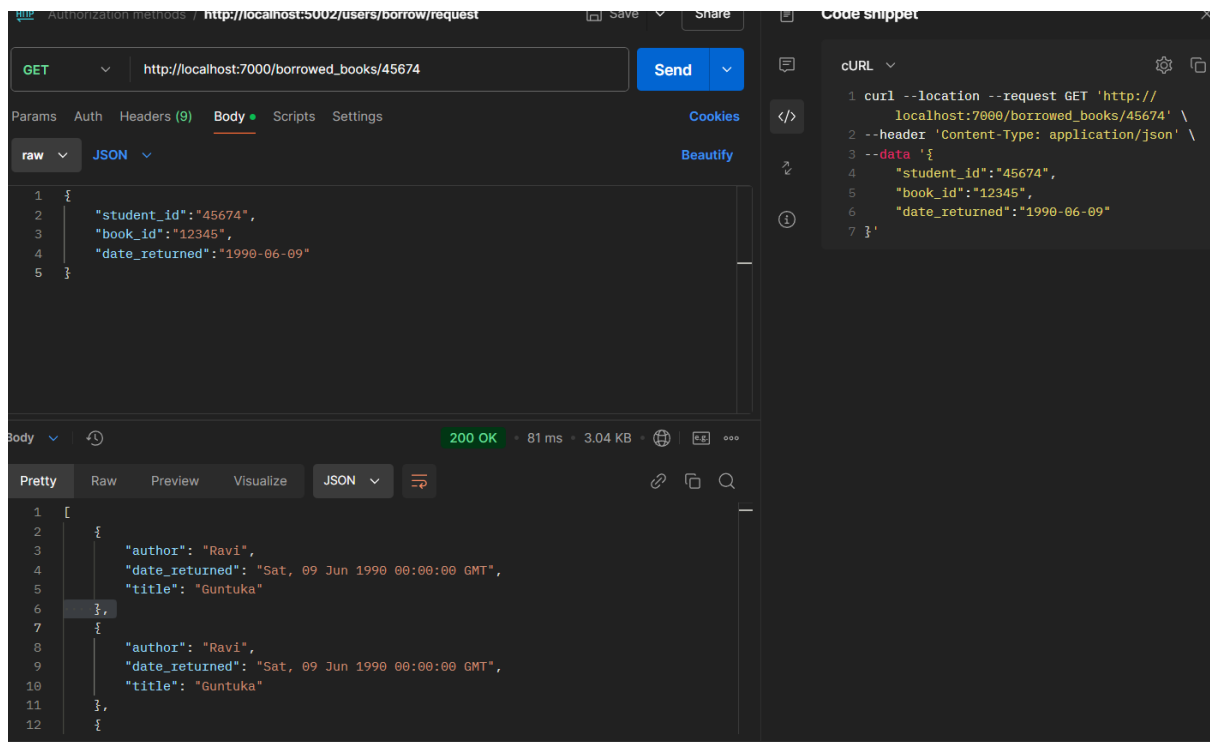 HTTP Authorization methods / http://localhost:5002/users/borrow/request Save Share
GET http://localhost:7000/borrowed_books/45674 Send
Params Auth Headers (9) Body Scripts Settings Cookies
raw JSON Beautify
1 {
2 "student_id":"45674",
3 "book_id":"12345",
4 "date_returned":"1990-06-09"
5 }
Body 200 OK • 81 ms • 3.04 KB e.g.
Pretty Raw Preview Visualize JSON
1 [
2 {
3 "author": "Ravi",
4 "date_returned": "Sat, 09 Jun 1990 00:00:00 GMT",
5 "title": "Guntuka"
6 },
7 {
8 "author": "Ravi",
9 "date_returned": "Sat, 09 Jun 1990 00:00:00 GMT",
10 "title": "Guntuka"
11 },
12 {
Code snippet
cURL
1 curl --location --request GET 'http://
localhost:7000/borrowed_books/45674' \
2 --header 'Content-Type: application/json' \
3 --data '{
4 "student_id":"45674",
5 "book_id":"12345",
6 "date_returned":"1990-06-09"
7 }'